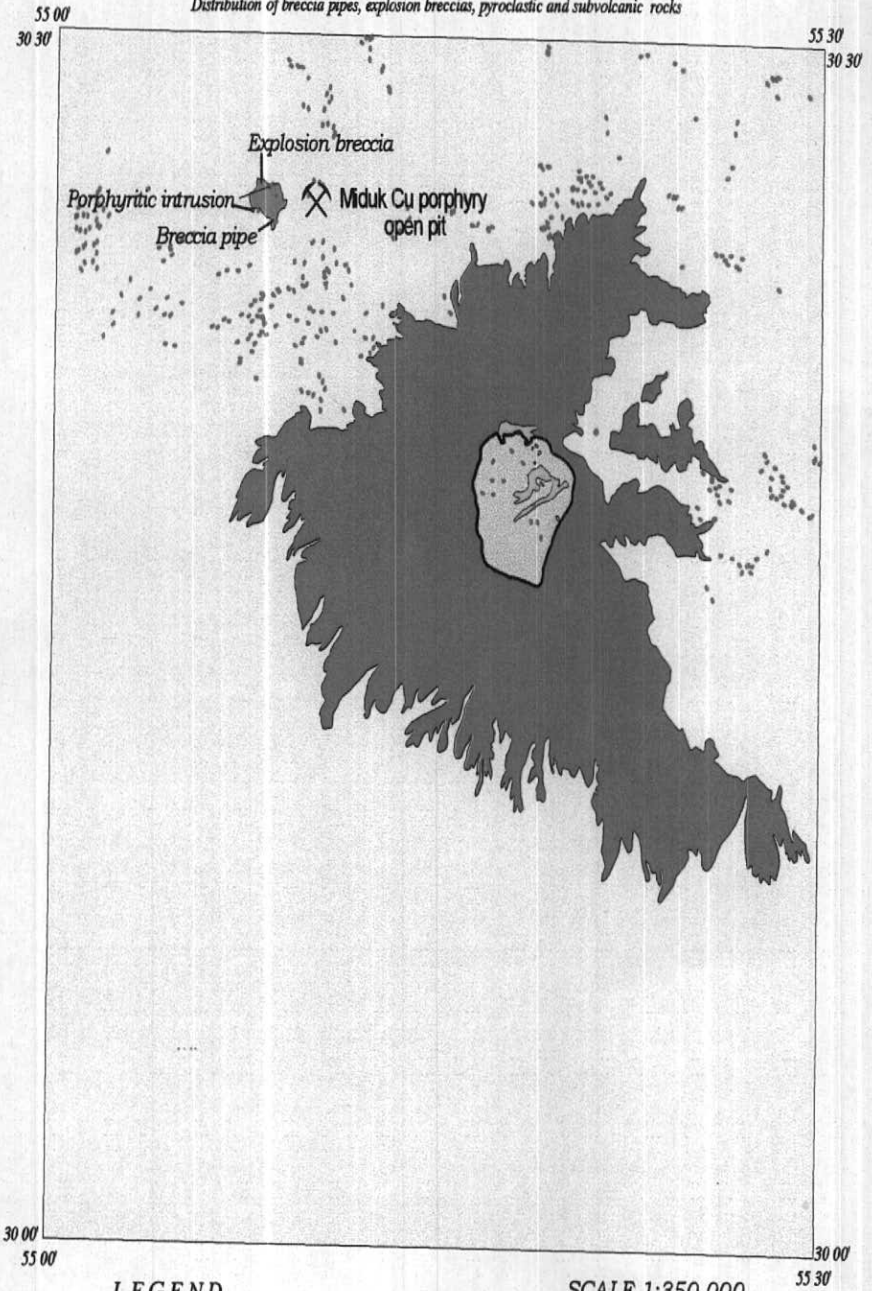 Distribution of breccia pipes, explosion breccias, pyroclastic and subvolcanic rocks
55 00'
30 30'
55 30'
30 30'
Explosion breccia
Porphyritic intrusion
Breccia pipe
Miduk Cu porphyry
open pit
30 00'
55 00'
30 00'
55 30'
LEGEND
SCALE 1:350,000